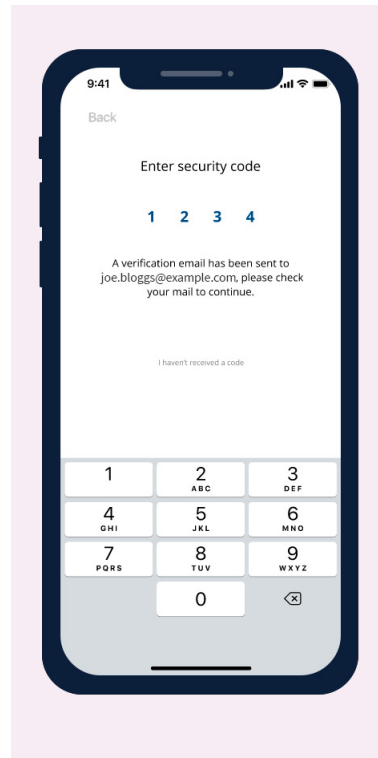 9:41
Back
Enter security code
1 2 3 4
A verification email has been sent to
joe.bloggs@example.com, please check
your mail to continue.
I haven't received a code
1 2 3
ABC DEF
4 5 6
GHI JKL MNO
7 8 9
PQRS TUV WXYZ
0